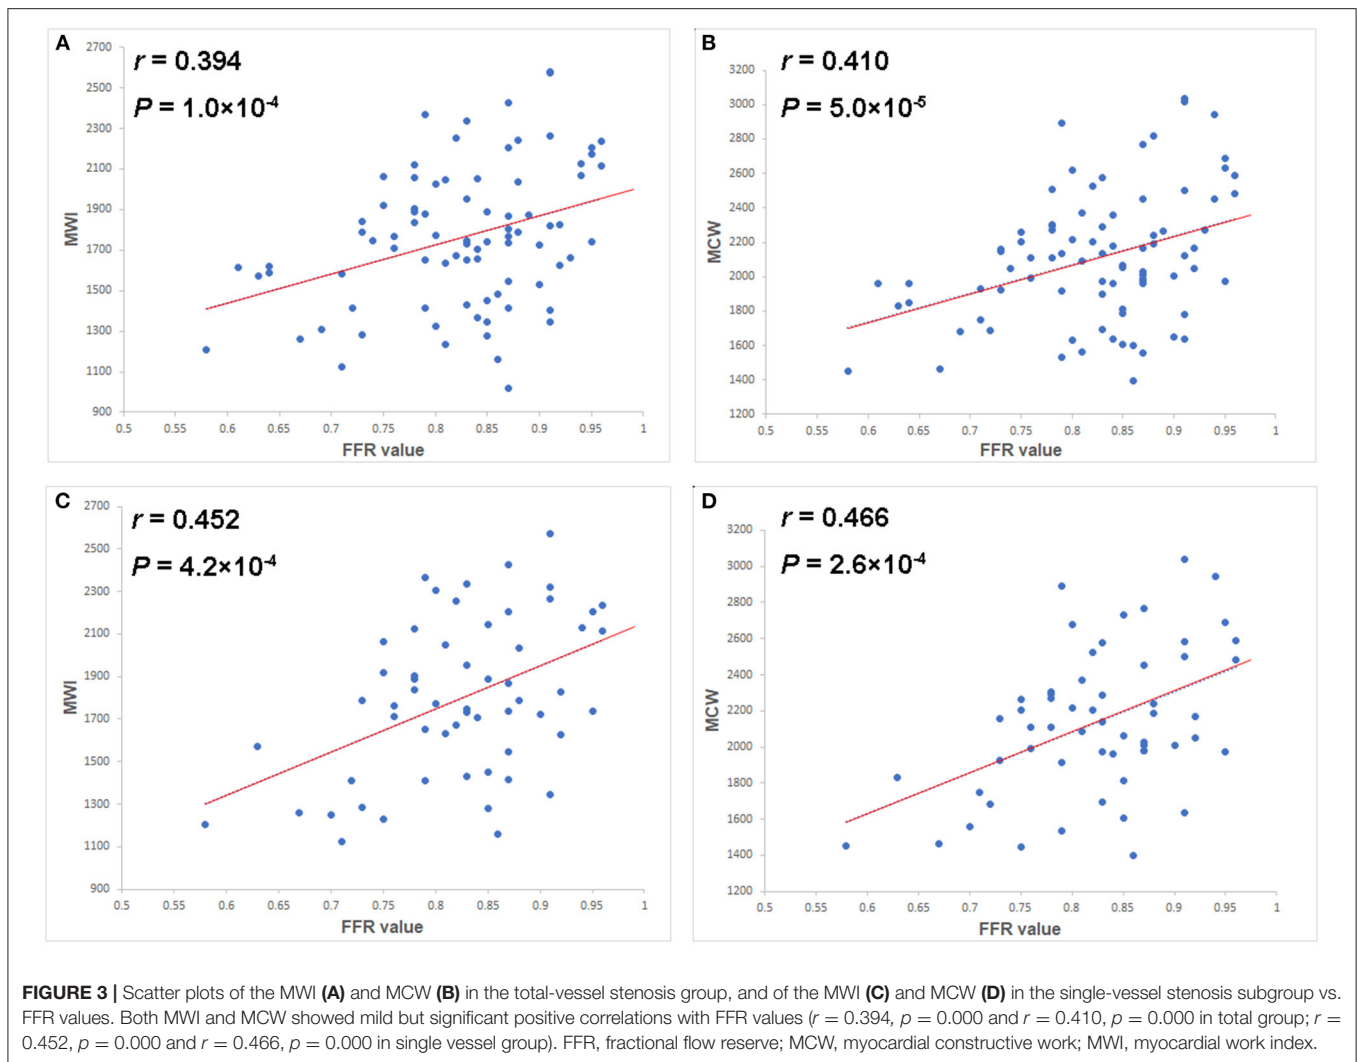 A
r = 0.394
P = 1.0×10⁻⁴
2700
2500
2300
2100
1900
1700
1500
1300
1100
900
MWI
0.5 0.55 0.6 0.65 0.7 0.75 0.8 0.85 0.9 0.95 1
FFR value
B
r = 0.410
P = 5.0×10⁻⁵
3200
3000
2800
2600
2400
2200
2000
1800
1600
1400
1200
MCW
0.5 0.55 0.6 0.65 0.7 0.75 0.8 0.85 0.9 0.95 1
FFR value
C
r = 0.452
P = 4.2×10⁻⁴
2700
2500
2300
2100
1900
1700
1500
1300
1100
900
MWI
0.5 0.55 0.6 0.65 0.7 0.75 0.8 0.85 0.9 0.95 1
FFR value
D
r = 0.466
P = 2.6×10⁻⁴
3200
3000
2800
2600
2400
2200
2000
1800
1600
1400
1200
MCW
0.5 0.55 0.6 0.65 0.7 0.75 0.8 0.85 0.9 0.95 1
FFR value
FIGURE 3 | Scatter plots of the MWI (A) and MCW (B) in the total-vessel stenosis group, and of the MWI (C) and MCW (D) in the single-vessel stenosis subgroup vs.
FFR values. Both MWI and MCW showed mild but significant positive correlations with FFR values (r = 0.394, p = 0.000 and r = 0.410, p = 0.000 in total group; r =
0.452, p = 0.000 and r = 0.466, p = 0.000 in single vessel group). FFR, fractional flow reserve; MCW, myocardial constructive work; MWI, myocardial work index.